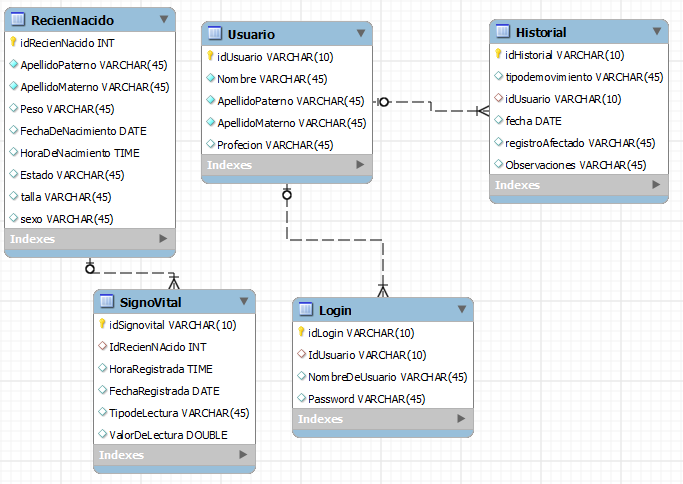 RecienNacido
idRecienNacido INT
ApellidoPaterno VARCHAR(45)
ApellidoMaterno VARCHAR(45)
Peso VARCHAR(45)
FechaDeNacimiento DATE
HoraDeNacimiento TIME
Estado VARCHAR(45)
talla VARCHAR(45)
sexo VARCHAR(45)
Indexes
Usuario
idUsuario VARCHAR(10)
Nombre VARCHAR(45)
ApellidoPaterno VARCHAR(45)
ApellidoMaterno VARCHAR(45)
Profecion VARCHAR(45)
Indexes
Historial
idHistorial VARCHAR(10)
tipodemovimiento VARCHAR(45)
idUsuario VARCHAR(10)
fecha DATE
registroAfectado VARCHAR(45)
Observaciones VARCHAR(45)
Indexes
SignoVital
idSignovital VARCHAR(10)
IdRecienNAcido INT
HoraRegistrada TIME
FechaRegistrada DATE
TipodeLectura VARCHAR(45)
ValorDeLectura DOUBLE
Indexes
Login
idLogin VARCHAR(10)
IdUsuario VARCHAR(10)
NombreDeUsuario VARCHAR(45)
Password VARCHAR(45)
Indexes